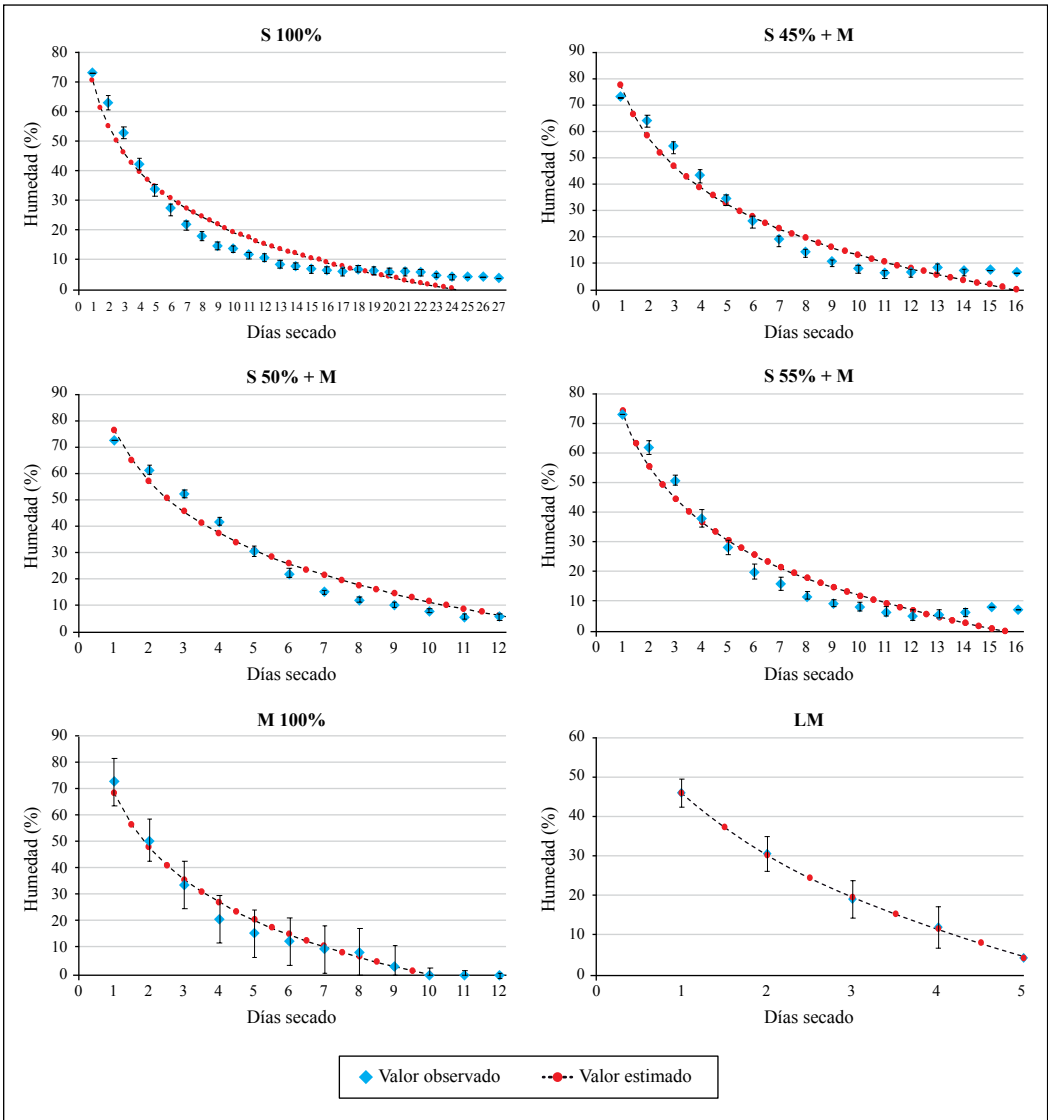 S 100%
Humedad (%)
80
70
60
50
40
30
20
10
0
0 1 2 3 4 5 6 7 8 9 10 11 12 13 14 15 16 17 18 19 20 21 22 23 24 25 26 27
Días secado
S 45% + M
Humedad (%)
90
80
70
60
50
40
30
20
10
0
0 1 2 3 4 5 6 7 8 9 10 11 12 13 14 15 16
Días secado
S 50% + M
Humedad (%)
90
80
70
60
50
40
30
20
10
0
0 1 2 3 4 5 6 7 8 9 10 11 12
Días secado
S 55% + M
Humedad (%)
80
70
60
50
40
30
20
10
0
0 1 2 3 4 5 6 7 8 9 10 11 12 13 14 15 16
Días secado
M 100%
Humedad (%)
90
80
70
60
50
40
30
20
10
0
0 1 2 3 4 5 6 7 8 9 10 11 12
Días secado
LM
Humedad (%)
60
50
40
30
20
10
0
0 1 2 3 4 5
Días secado
Valor observado
Valor estimado